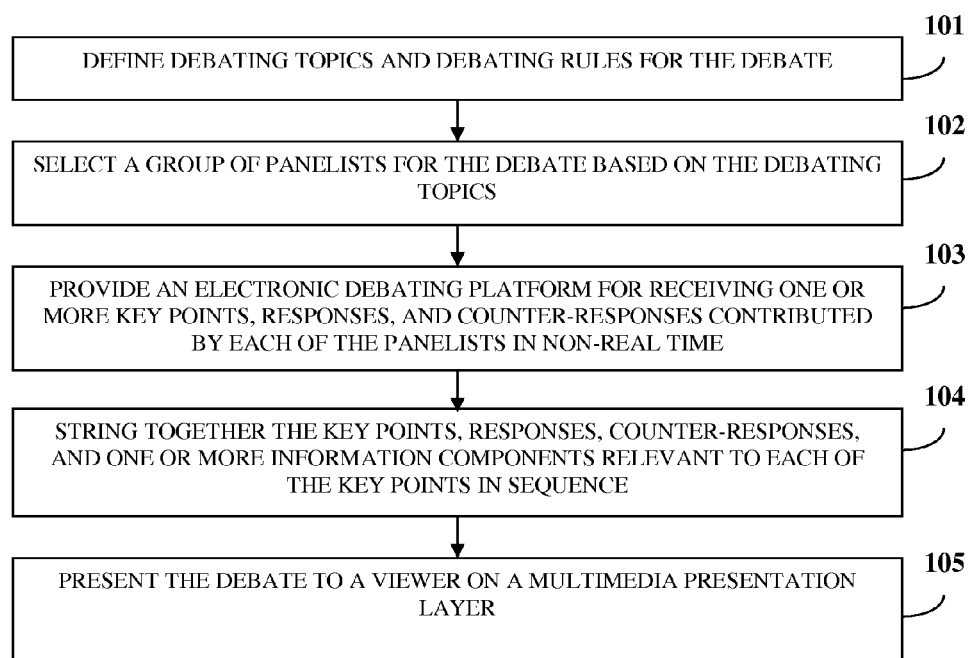 101
DEFINE DEBATING TOPICS AND DEBATING RULES FOR THE DEBATE
102
SELECT A GROUP OF PANELISTS FOR THE DEBATE BASED ON THE DEBATING
TOPICS
103
PROVIDE AN ELECTRONIC DEBATING PLATFORM FOR RECEIVING ONE OR
MORE KEY POINTS, RESPONSES, AND COUNTER-RESPONSES CONTRIBUTED
BY EACH OF THE PANELISTS IN NON-REAL TIME
104
STRING TOGETHER THE KEY POINTS, RESPONSES, COUNTER-RESPONSES,
AND ONE OR MORE INFORMATION COMPONENTS RELEVANT TO EACH OF
THE KEY POINTS IN SEQUENCE
105
PRESENT THE DEBATE TO A VIEWER ON A MULTIMEDIA PRESENTATION
LAYER